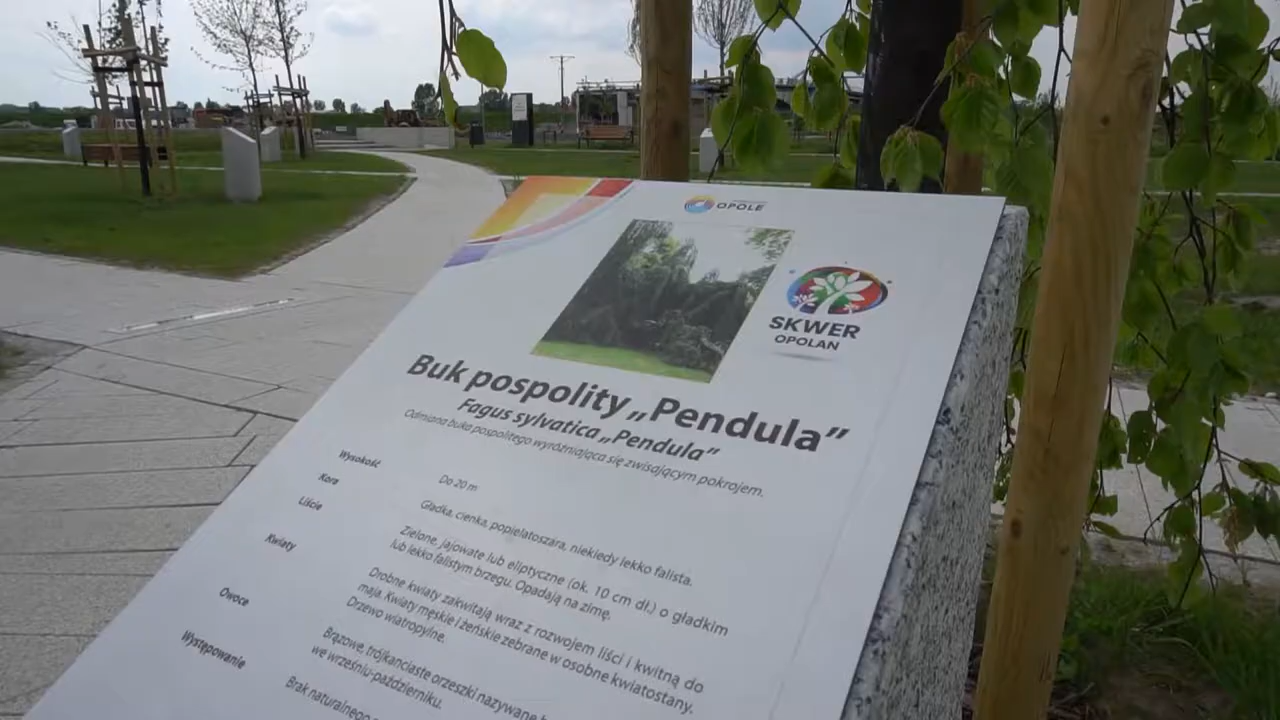 OPOLE
SKWER
OPOLAN
Buk pospolity „Pendula”
Fagus sylvatica „Pendula”
Odmiana buka pospolitego wyróżniająca się zwisającym pokrojem.
Wysokość
Do 20 m
Kora
Gładka, cienka, popielatoszara, niekiedy lekko falista.
Liście
Zielone, jajowate lub eliptyczne (ok. 10 cm dł.) o gładkim
lub lekko falistym brzegu. Opadają na zimę.
Kwiaty
Drobne kwiaty zakwitają wraz z rozwojem liści i kwitną do
maja. Kwiaty męskie i żeńskie zebrane w osobne kwiatostany.
Drzewo wiatropylne.
Owoce
Brązowe, trójkanciaste orzeszki nazywane
we wrześniu-październiku.
Występowanie
Brak naturalnego